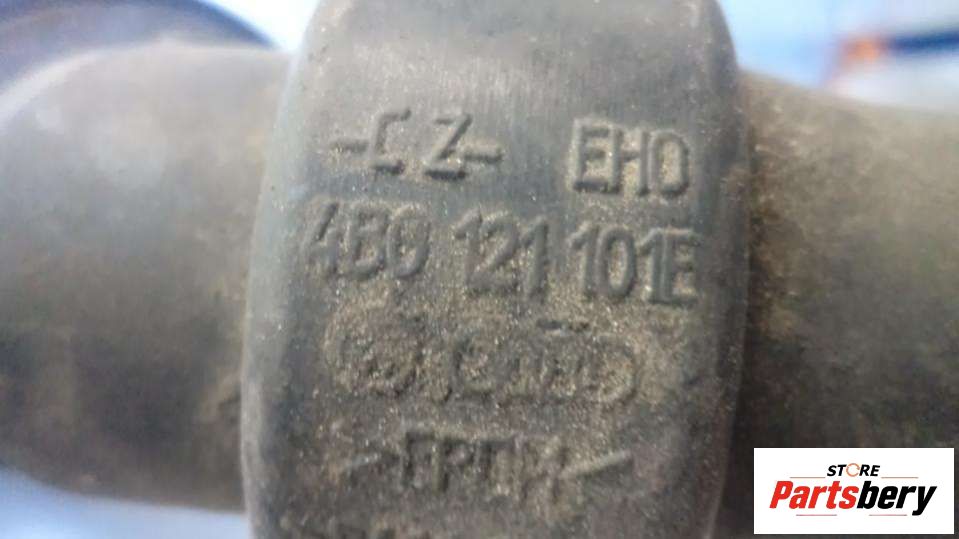 -CZ- EHO
4B0 121 101E
>EPDM<
STORE
Partsbery